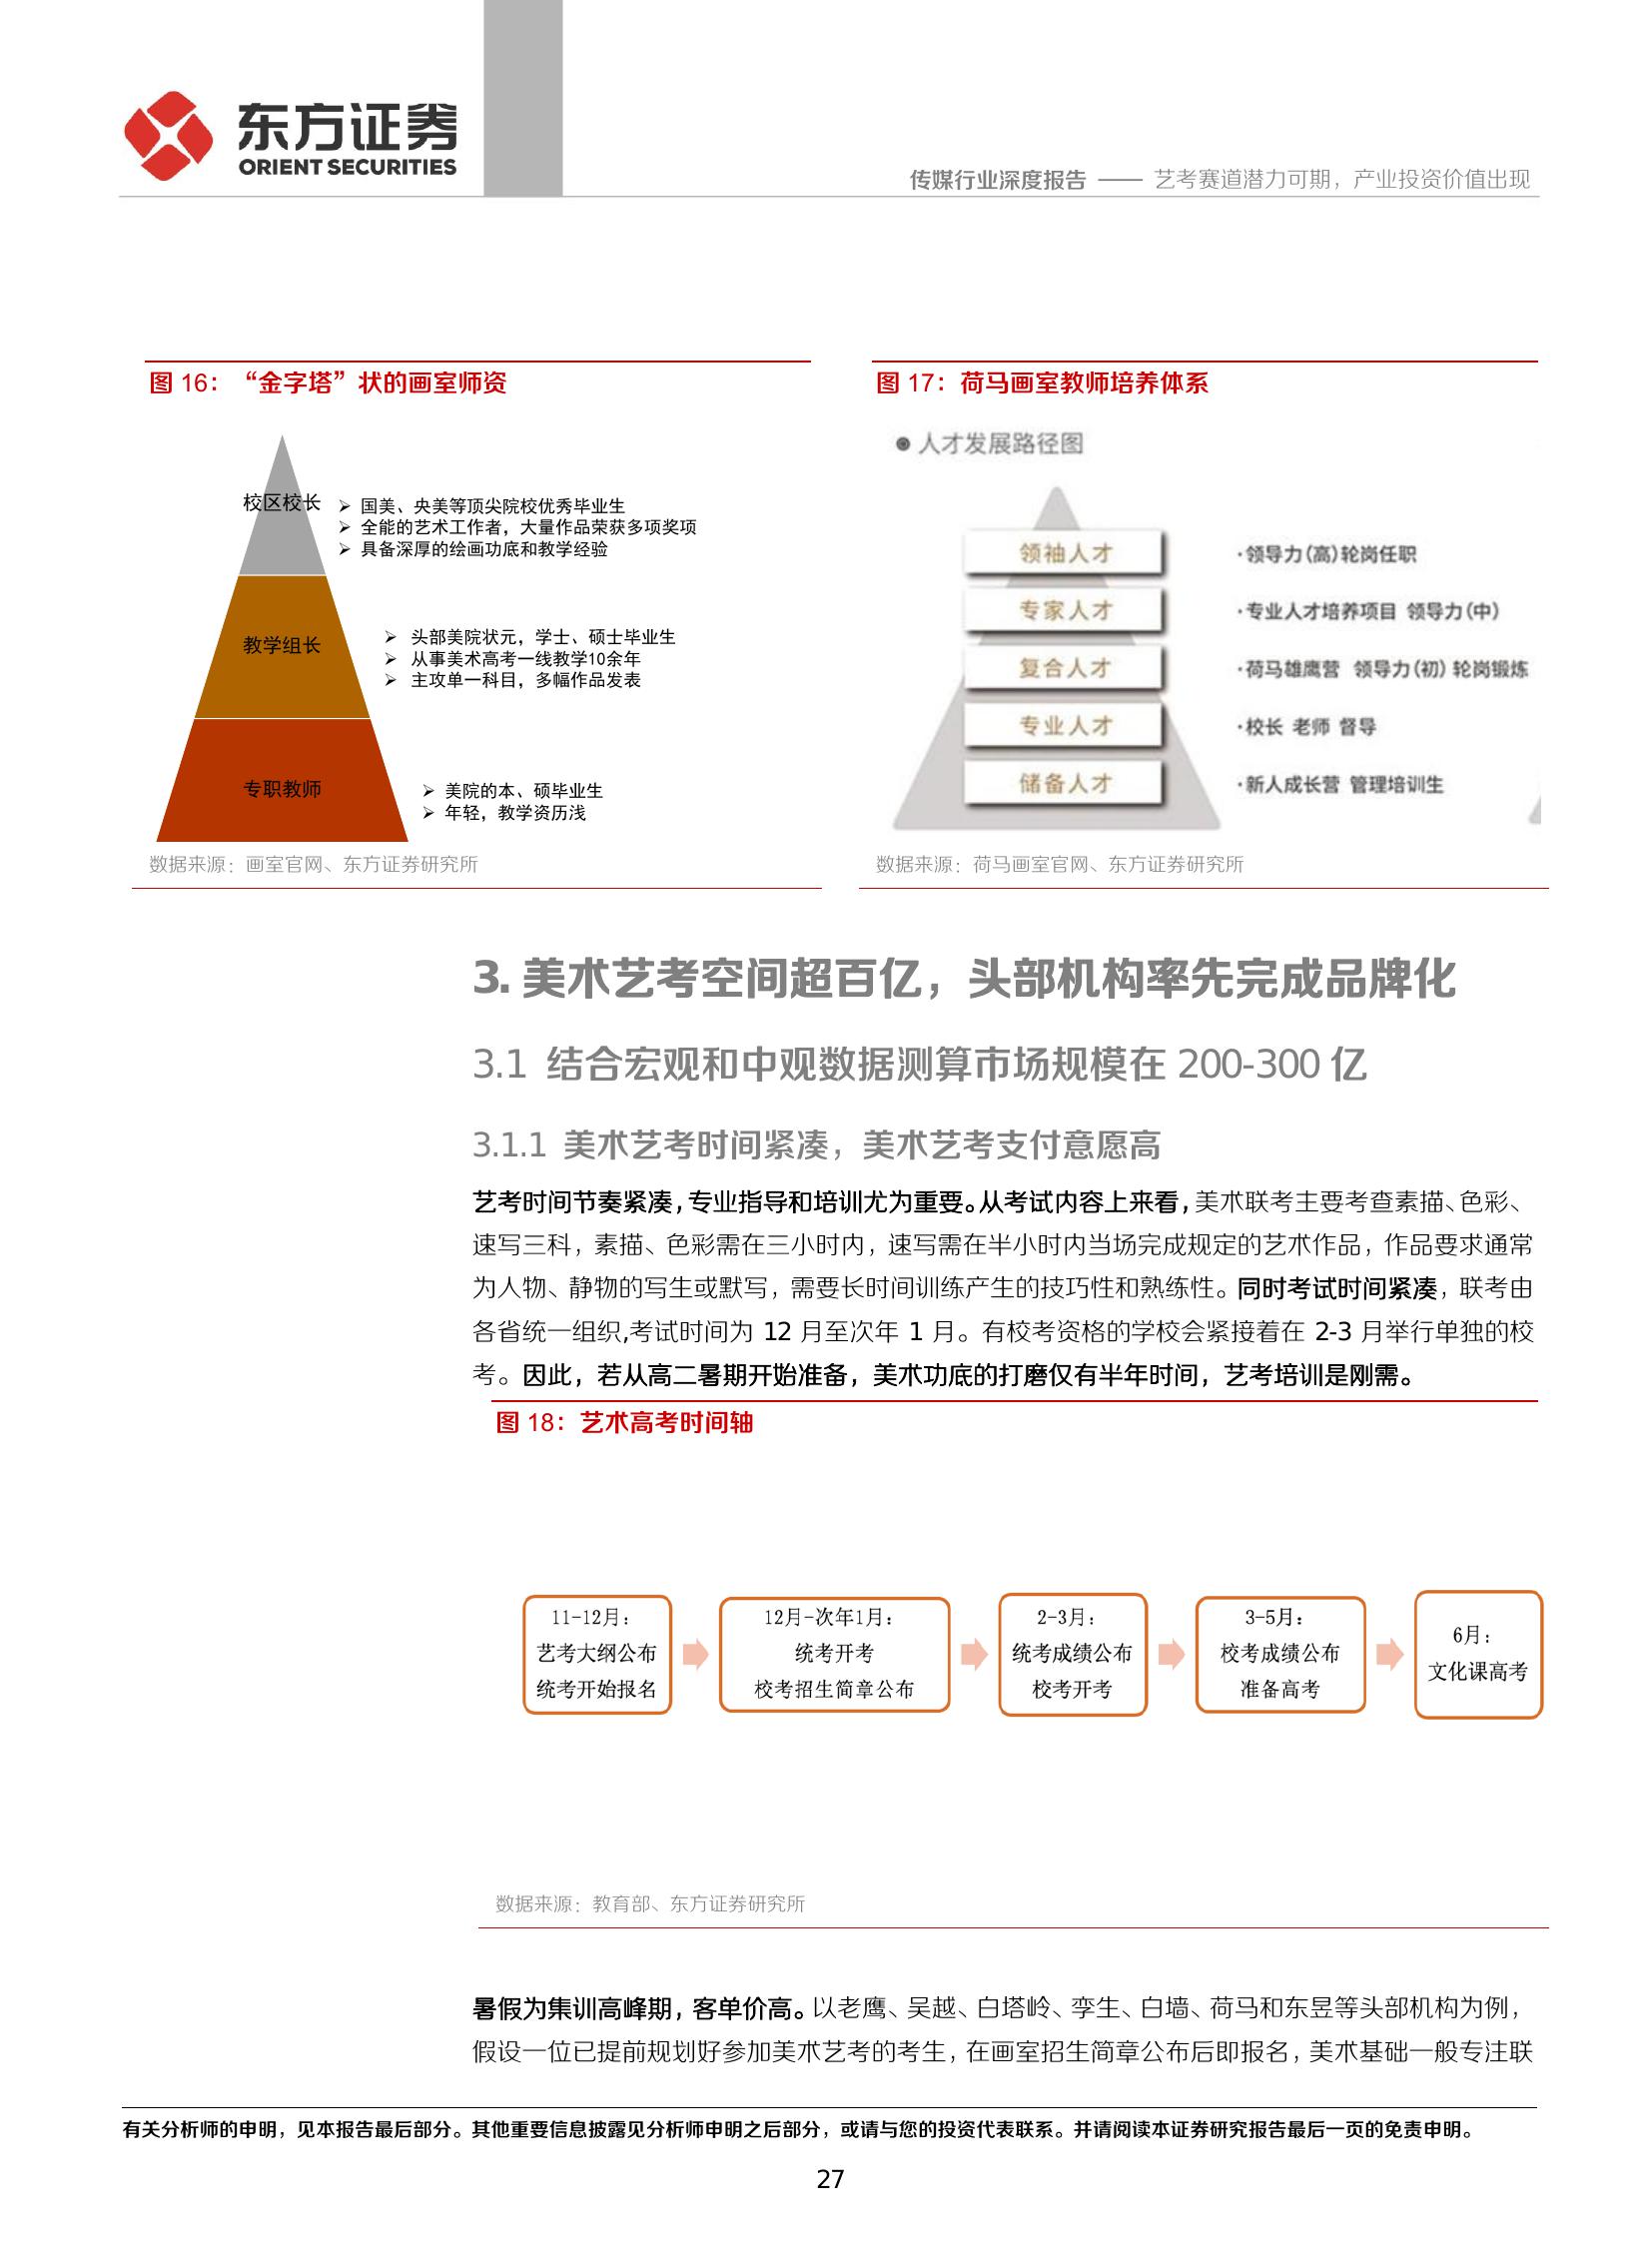 东方证券
ORIENT SECURITIES
传媒行业深度报告 —— 艺考赛道潜力可期，产业投资价值出现
图 16：“金字塔”状的画室师资
校区校长
➢ 国美、央美等顶尖院校优秀毕业生
➢ 全能的艺术工作者，大量作品荣获多项奖项
➢ 具备深厚的绘画功底和教学经验
教学组长
➢ 头部美院状元，学士、硕士毕业生
➢ 从事美术高考一线教学10余年
➢ 主攻单一科目，多幅作品发表
专职教师
➢ 美院的本、硕毕业生
➢ 年轻，教学资历浅
数据来源：画室官网、东方证券研究所
图 17：荷马画室教师培养体系
● 人才发展路径图
领袖人才 ·领导力(高)轮岗任职
专家人才 ·专业人才培养项目 领导力(中)
复合人才 ·荷马雄鹰营 领导力(初) 轮岗锻炼
专业人才 ·校长 老师 督导
储备人才 ·新人成长营 管理培训生
数据来源：荷马画室官网、东方证券研究所
3. 美术艺考空间超百亿，头部机构率先完成品牌化
3.1 结合宏观和中观数据测算市场规模在 200-300 亿
3.1.1 美术艺考时间紧凑，美术艺考支付意愿高
艺考时间节奏紧凑，专业指导和培训尤为重要。从考试内容上来看，美术联考主要考查素描、色彩、
速写三科，素描、色彩需在三小时内，速写需在半小时内当场完成规定的艺术作品，作品要求通常
为人物、静物的写生或默写，需要长时间训练产生的技巧性和熟练性。同时考试时间紧凑，联考由
各省统一组织,考试时间为 12 月至次年 1 月。有校考资格的学校会紧接着在 2-3 月举行单独的校
考。因此，若从高二暑期开始准备，美术功底的打磨仅有半年时间，艺考培训是刚需。
图 18：艺术高考时间轴
11-12月：
艺考大纲公布
统考开始报名
12月-次年1月：
统考开考
校考招生简章公布
2-3月：
统考成绩公布
校考开考
3-5月：
校考成绩公布
准备高考
6月：
文化课高考
数据来源：教育部、东方证券研究所
暑假为集训高峰期，客单价高。以老鹰、吴越、白塔岭、孪生、白墙、荷马和东昱等头部机构为例，
假设一位已提前规划好参加美术艺考的考生，在画室招生简章公布后即报名，美术基础一般专注联
有关分析师的申明，见本报告最后部分。其他重要信息披露见分析师申明之后部分，或请与您的投资代表联系。并请阅读本证券研究报告最后一页的免责申明。
27